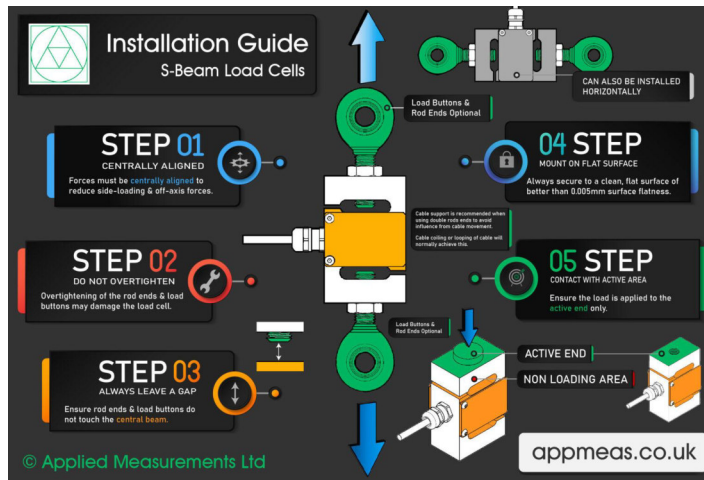 Installation Guide
S-Beam Load Cells
CAN ALSO BE INSTALLED
HORIZONTALLY
Load Buttons &
Rod Ends Optional
STEP 01
CENTRALLY ALIGNED
Forces must be centrally aligned to
reduce side-loading & off-axis forces.
04 STEP
MOUNT ON FLAT SURFACE
Always secure to a clean, flat surface of
better than 0.005mm surface flatness.
Cable support is recommended when
using double rods ends to avoid
influence from cable movement.
Cable coiling or looping of cable will
normally achieve this.
STEP 02
DO NOT OVERTIGHTEN
Overtightening of the rod ends & load
buttons may damage the load cell.
05 STEP
CONTACT WITH ACTIVE AREA
Ensure the load is applied to the
active end only.
Load Buttons &
Rod Ends Optional
STEP 03
ALWAYS LEAVE A GAP
Ensure rod ends & load buttons do
not touch the central beam.
ACTIVE END
NON LOADING AREA
© Applied Measurements Ltd
appmeas.co.uk